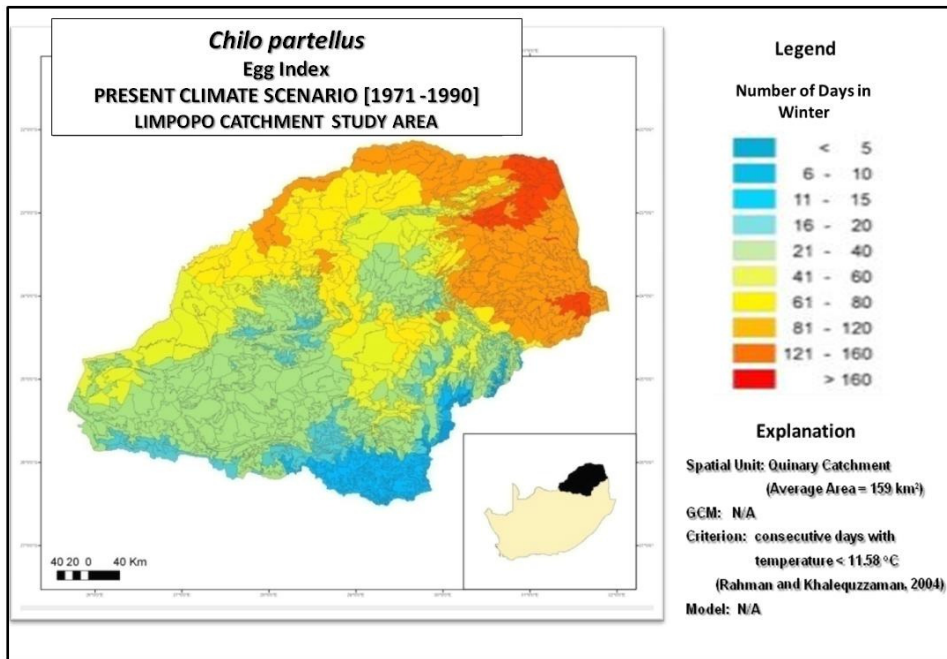 Chilo partellus
Egg Index
PRESENT CLIMATE SCENARIO [1971 -1990]
LIMPOPO CATCHMENT STUDY AREA
40 20 0 40 Km
Legend
Number of Days in
Winter
< 5
6 - 10
11 - 15
16 - 20
21 - 40
41 - 60
61 - 80
81 - 120
121 - 160
> 160
Explanation
Spatial Unit: Quinary Catchment
(Average Area = 159 km²)
GCM: N/A
Criterion: consecutive days with
temperature < 11.58 °C
(Rahman and Khalequzzaman, 2004)
Model: N/A